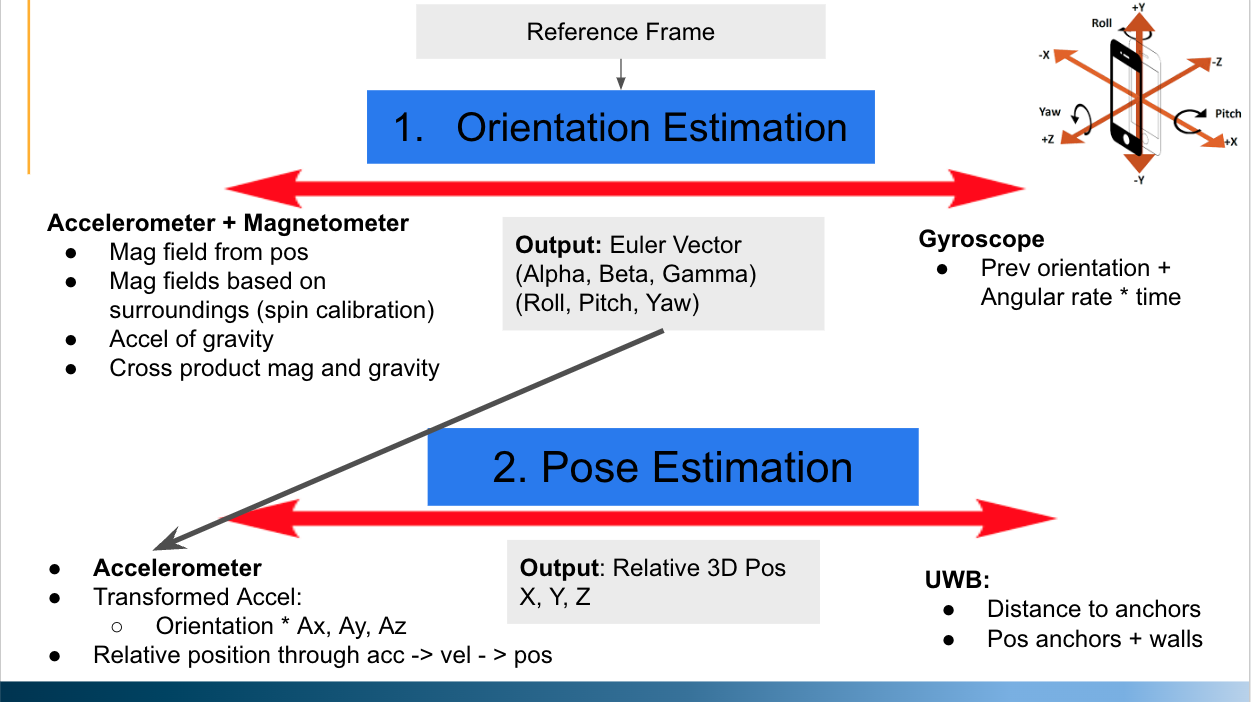 Reference Frame
1. Orientation Estimation
+Y
Roll
-X
-Z
Yaw
Pitch
+Z
+X
-Y
Accelerometer + Magnetometer
● Mag field from pos
● Mag fields based on
surroundings (spin calibration)
● Accel of gravity
● Cross product mag and gravity
Output: Euler Vector
(Alpha, Beta, Gamma)
(Roll, Pitch, Yaw)
Gyroscope
● Prev orientation +
Angular rate * time
2. Pose Estimation
● Accelerometer
● Transformed Accel:
○ Orientation * Ax, Ay, Az
● Relative position through acc -> vel - > pos
Output: Relative 3D Pos
X, Y, Z
UWB:
● Distance to anchors
● Pos anchors + walls